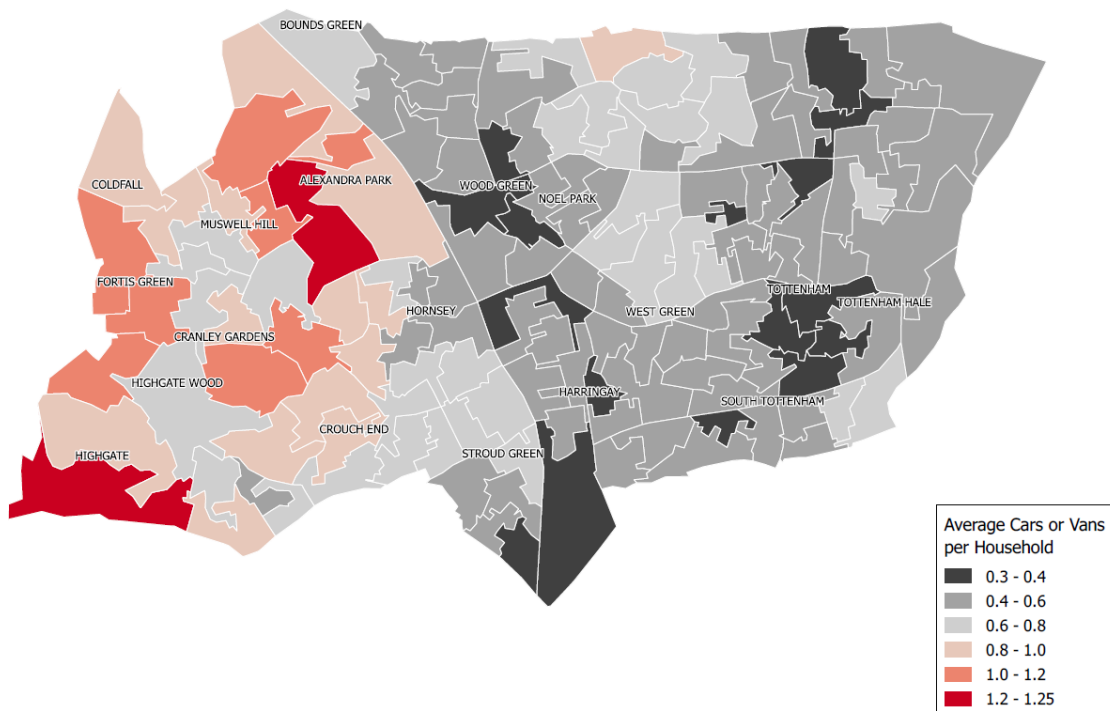 BOUNDS GREEN
COLDFALL
ALEXANDRA PARK
WOOD GREEN
NOEL PARK
MUSWELL HILL
FORTIS GREEN
TOTTENHAM
TOTTENHAM HALE
HORNSEY
WEST GREEN
CRANLEY GARDENS
HIGHGATE WOOD
HARRINGAY
SOUTH TOTTENHAM
CROUCH END
HIGHGATE
STROUD GREEN
Average Cars or Vans
per Household
0.3 - 0.4
0.4 - 0.6
0.6 - 0.8
0.8 - 1.0
1.0 - 1.2
1.2 - 1.25